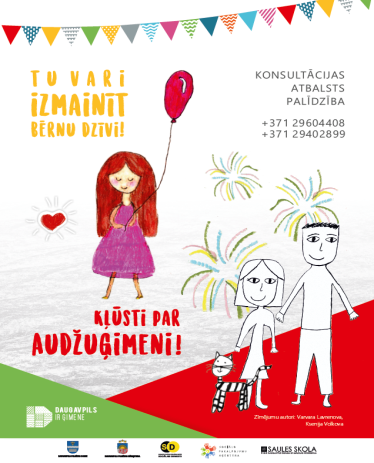 TU VARI
IZMAINĪT
BĒRNU DZĪVI!
KONSULTĀCIJAS
ATBALSTS
PALĪDZĪBA
+371 29604408
+371 29402899
KĻŪSTI PAR
AUDŽUĢIMENI!
DAUGAVPILS
IR ĢIMENE
Zīmējumu autori: Varvara Lavrenova,
Ksenija Volkova
SAULES SKOLA